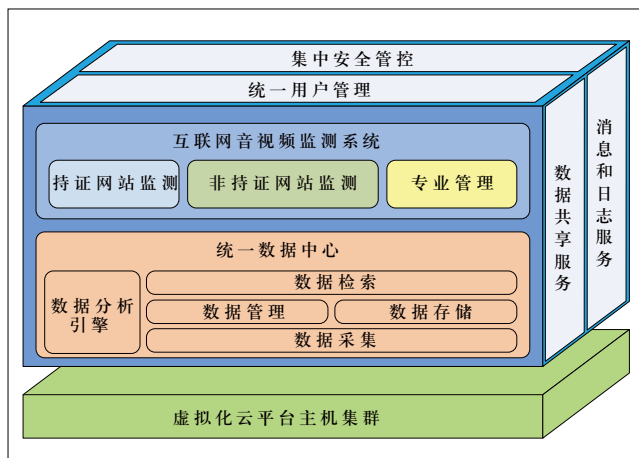 集中安全管控
统一用户管理
互联网音视频监测系统
持证网站监测
非持证网站监测
专业管理
数据共享服务
消息和日志服务
统一数据中心
数据分析
引擎
数据检索
数据管理
数据存储
数据采集
虚拟化云平台主机集群